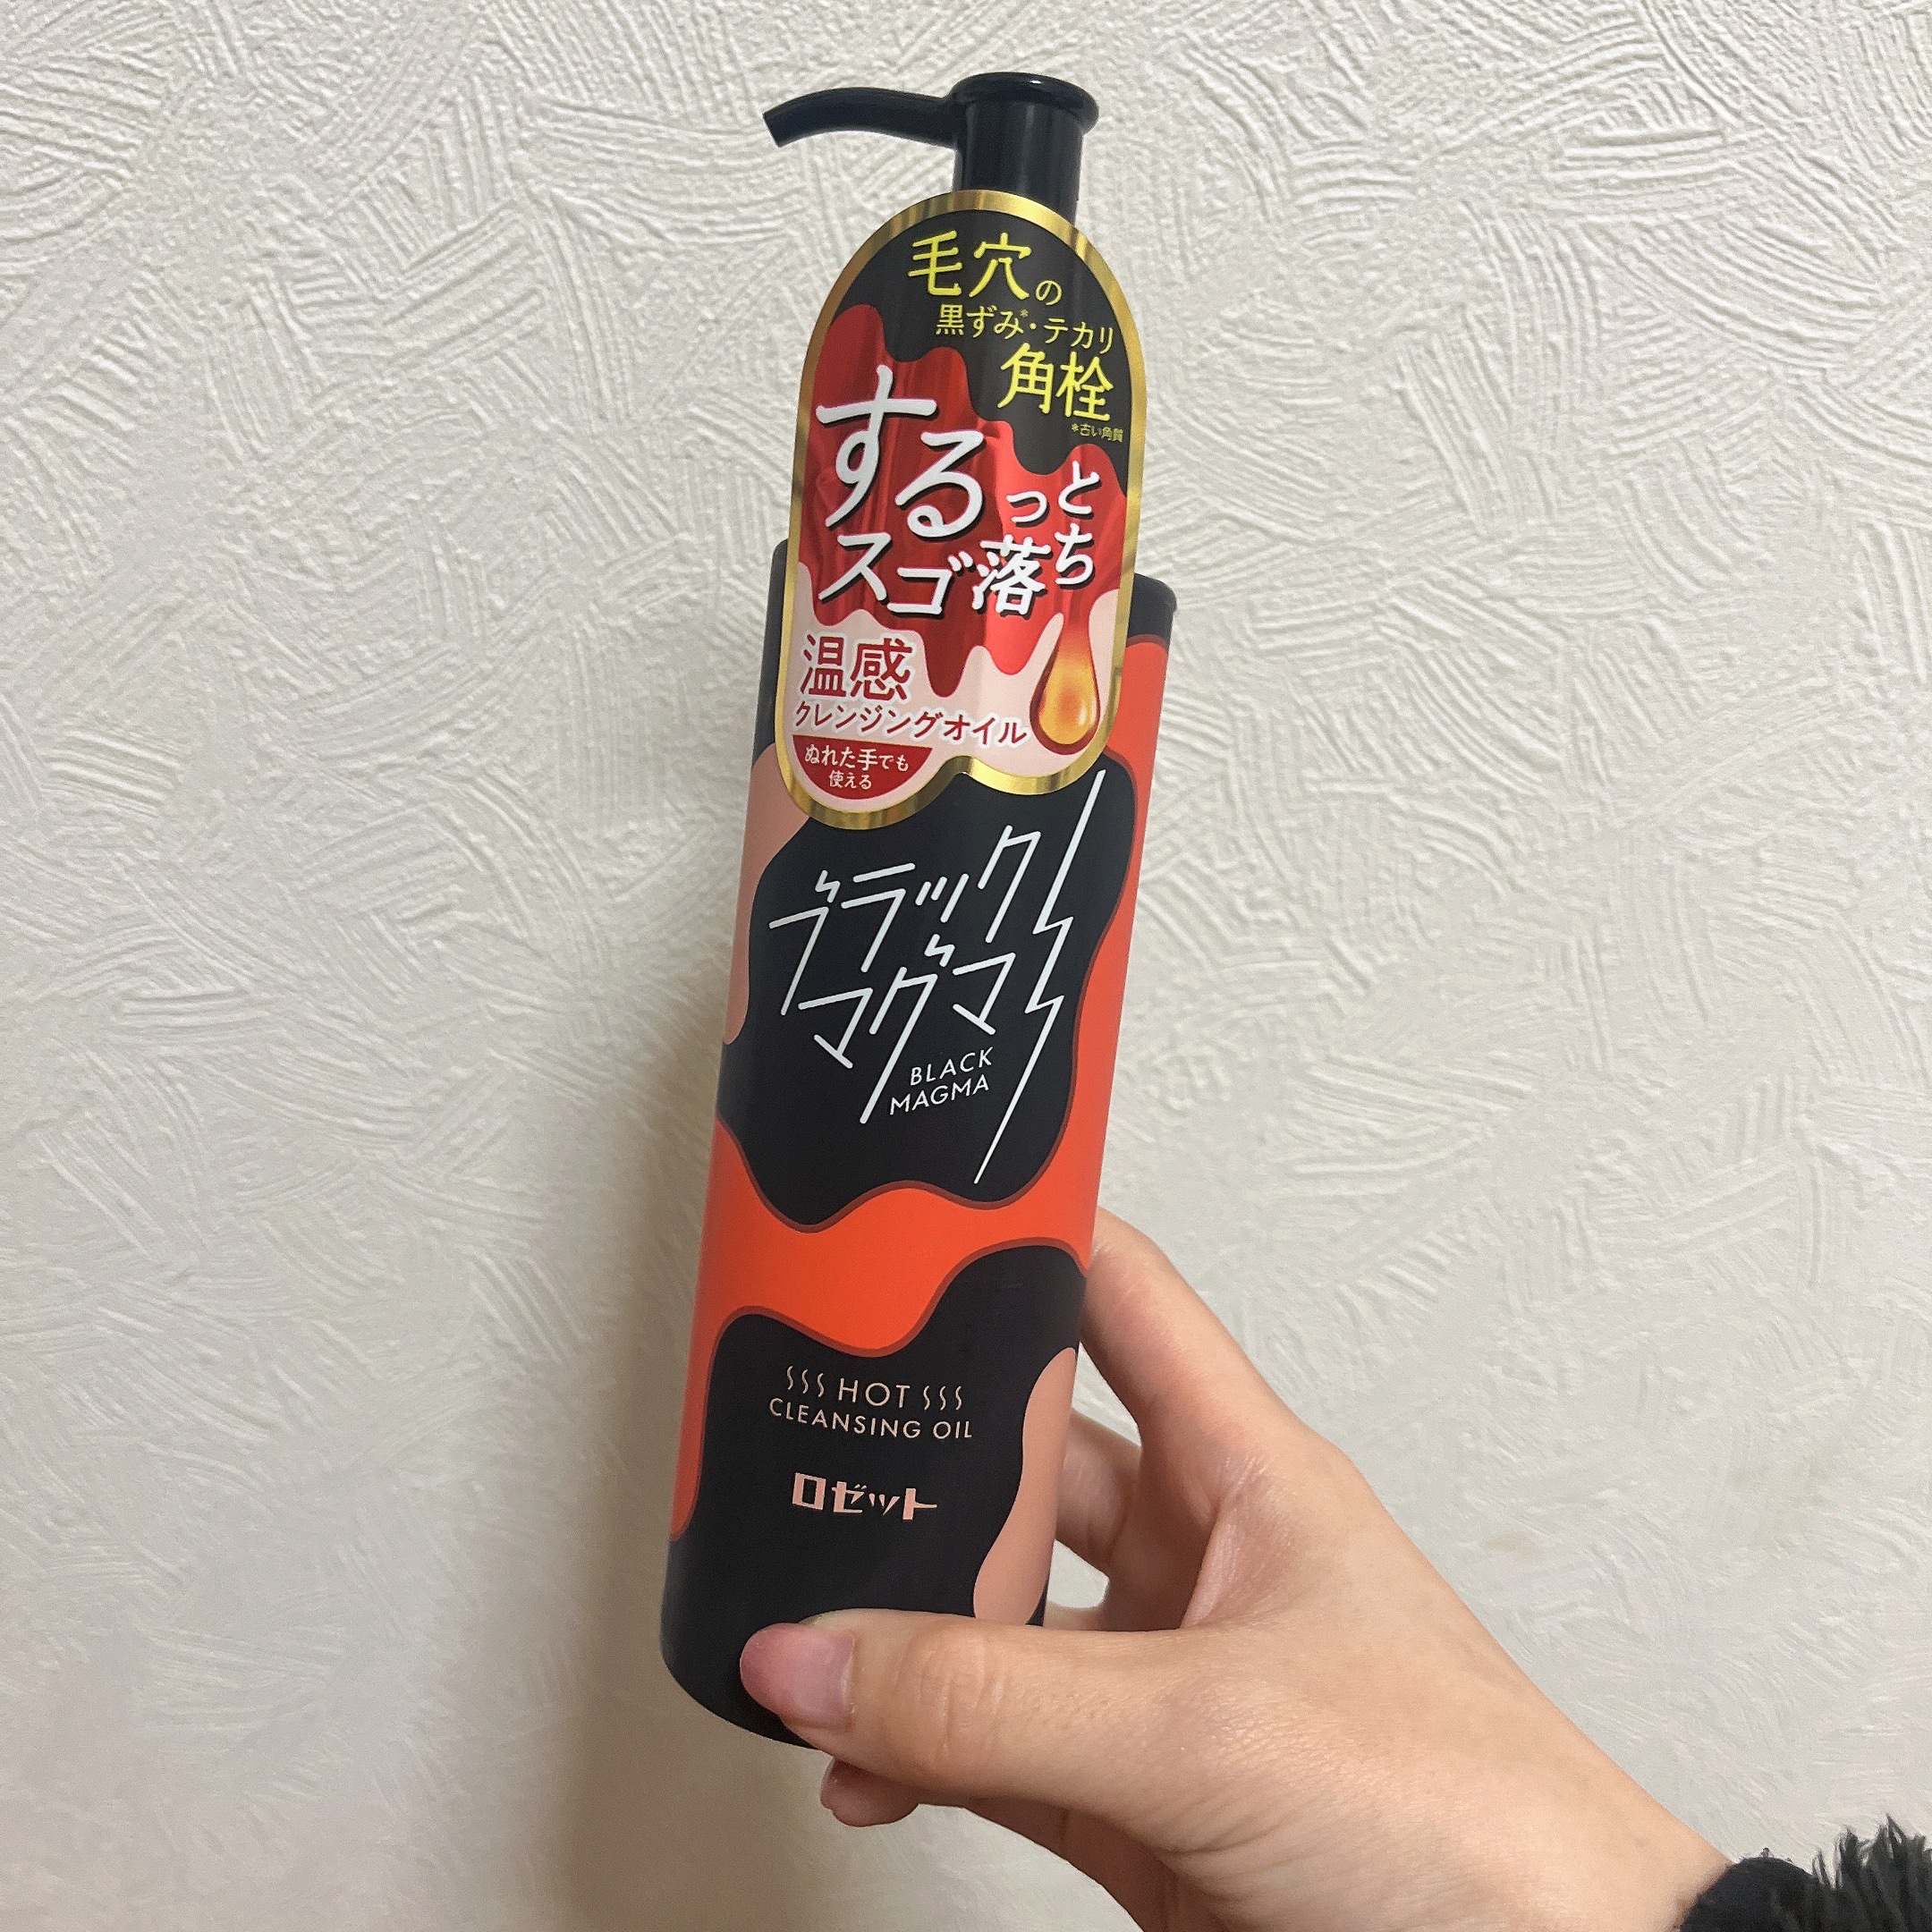 毛穴の
黒ずみ*・テカリ
角栓
*古い角質
するっと
スゴ落ち
温感
クレンジングオイル
ぬれた手でも
使える
ブラック
マグマ
BLACK
MAGMA
HOT
CLEANSING OIL
ロゼット